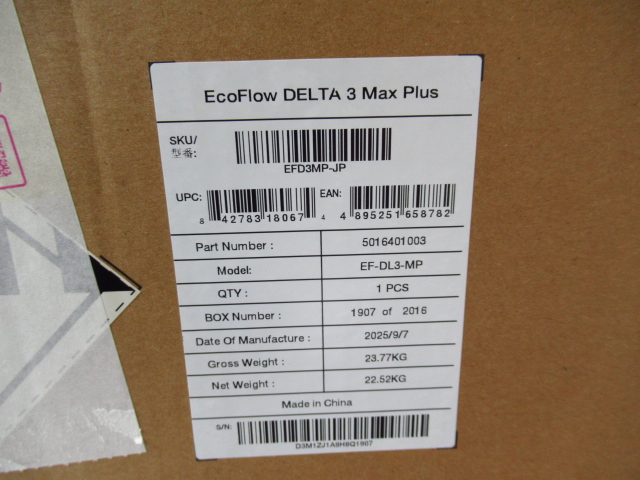 EcoFlow DELTA 3 Max Plus
SKU/
型番:
EFD3MP-JP
UPC:
8 42783 18067 4
EAN:
4 895251 658782
Part Number : 5016401003
Model: EF-DL3-MP
QTY : 1 PCS
BOX Number : 1907 of 2016
Date Of Manufacture : 2025/9/7
Gross Weight : 23.77KG
Net Weight : 22.52KG
Made in China
S/N:
D3M1ZJ1A9H8Q1907